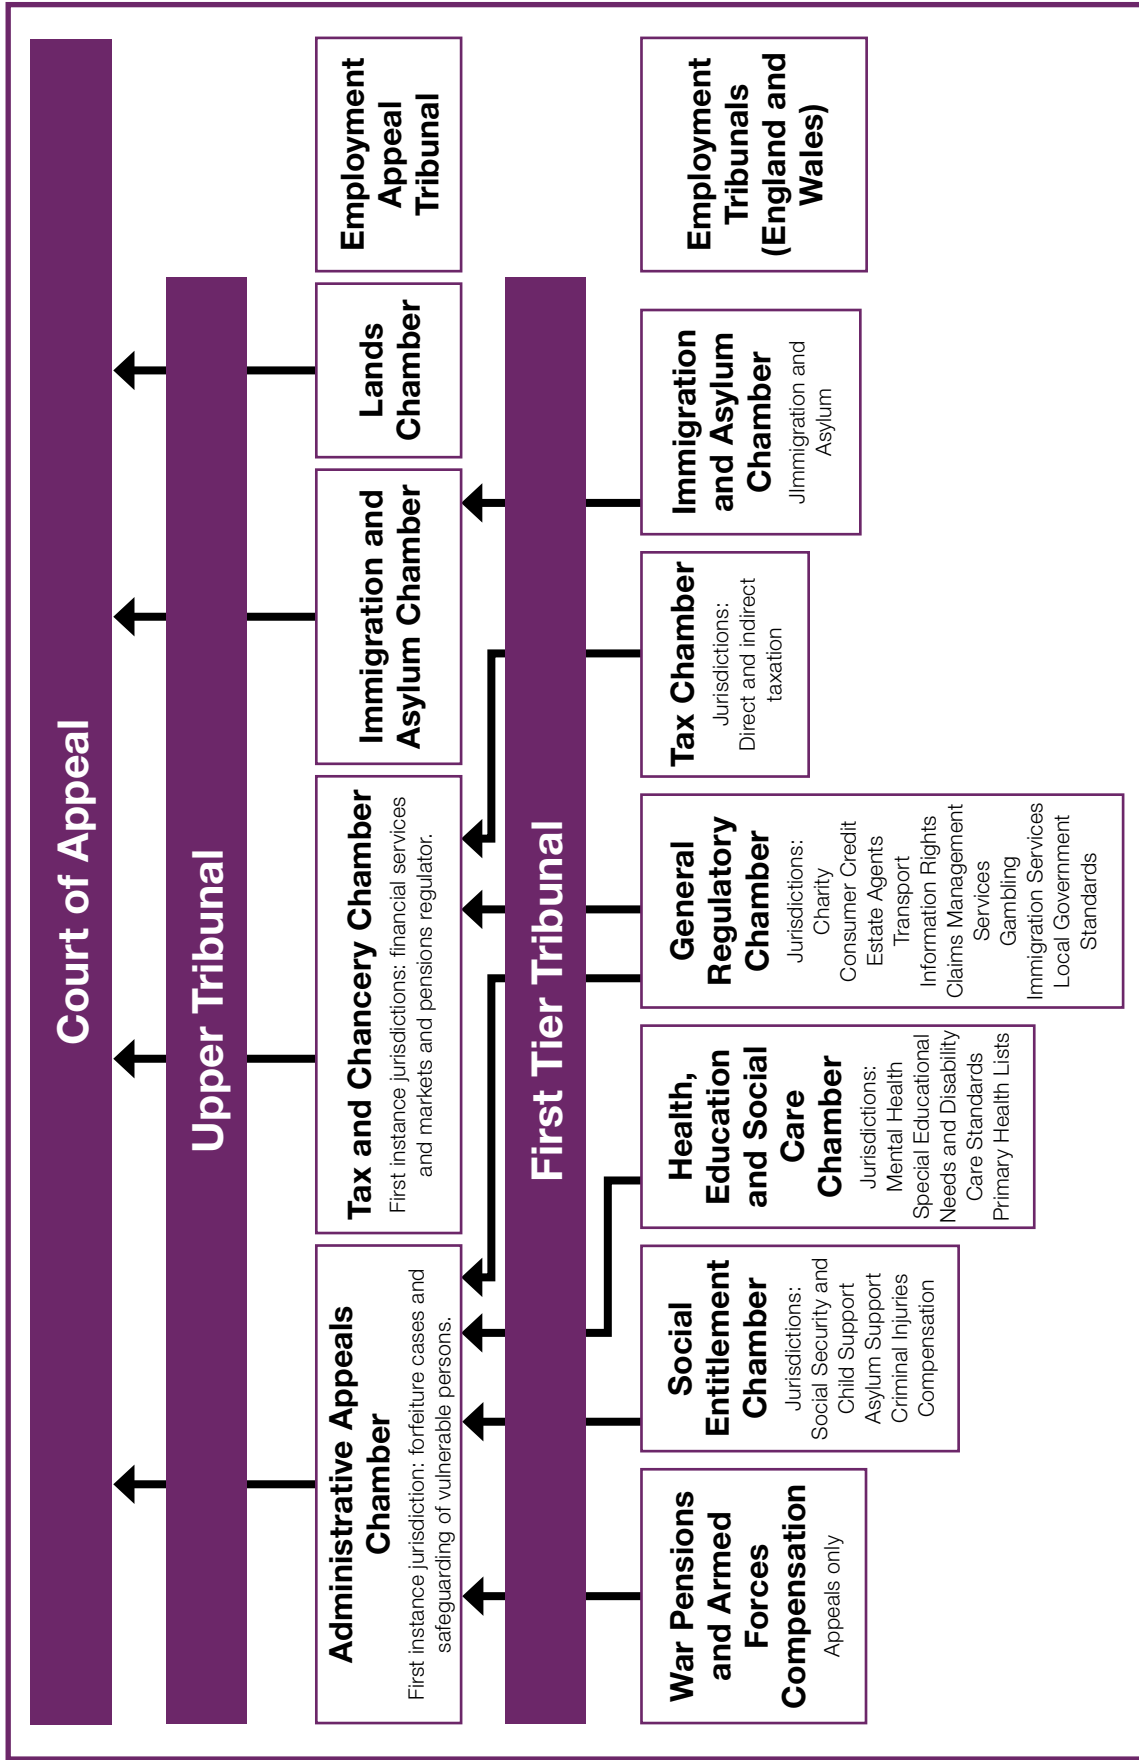 Court of Appeal
Upper Tribunal
Administrative Appeals
Chamber
First instance jurisdiction: forfeiture cases and
safeguarding of vulnerable persons.
Tax and Chancery Chamber
First instance jurisdictions: financial services
and markets and pensions regulator.
Immigration and
Asylum Chamber
Lands
Chamber
Employment
Appeal
Tribunal
First Tier Tribunal
War Pensions
and Armed
Forces
Compensation
Appeals only
Social
Entitlement
Chamber
Jurisdictions:
Social Security and
Child Support
Asylum Support
Criminal Injuries
Compensation
Health,
Education
and Social
Care
Chamber
Jurisdictions:
Mental Health
Special Educational
Needs and Disability
Care Standards
Primary Health Lists
General
Regulatory
Chamber
Jurisdictions:
Charity
Consumer Credit
Estate Agents
Transport
Information Rights
Claims Management
Services
Gambling
Immigration Services
Local Government
Standards
Tax Chamber
Jurisdictions:
Direct and indirect
taxation
Immigration
and Asylum
Chamber
JImmigration and
Asylum
Employment
Tribunals
(England and
Wales)